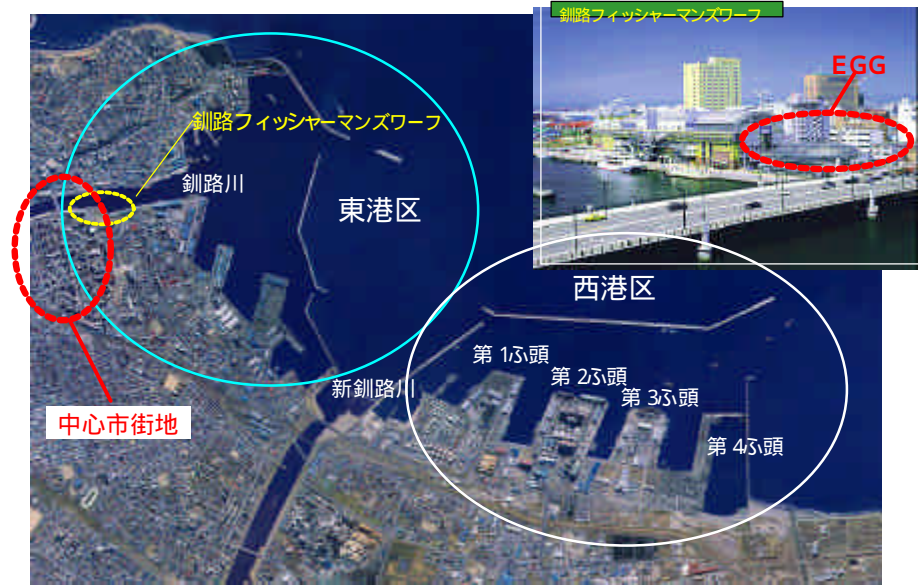 釧路フィッシャーマンズワーフ
EGG
釧路フィッシャーマンズワーフ
釧路川
東港区
西港区
第1ふ頭
新釧路川
第2ふ頭
第3ふ頭
中心市街地
第4ふ頭